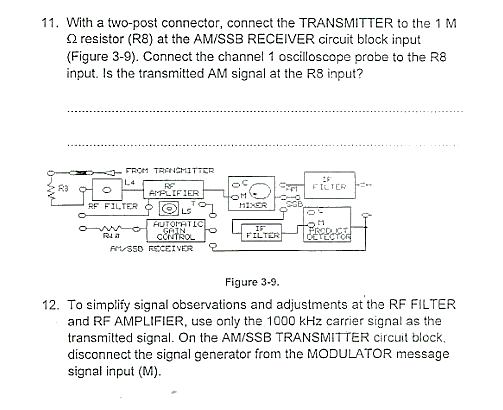 11. With a two-post connector, connect the TRANSMITTER to the 1 M
Ω resistor (R8) at the AM/SSB RECEIVER circuit block input
(Figure 3-9). Connect the channel 1 oscilloscope probe to the R8
input. Is the transmitted AM signal at the R8 input?
FROM TRANSMITTER
R8
L4
RF
AMPLIFIER
C
M
MIXER
AM
SSB
IF
FILTER
RF FILTER
L5
T
AUTOMATIC
GAIN
CONTROL
IF
FILTER
C
M
PRODUCT
DETECTOR
AM/SSB RECEIVER
Figure 3-9.
12. To simplify signal observations and adjustments at the RF FILTER
and RF AMPLIFIER, use only the 1000 kHz carrier signal as the
transmitted signal. On the AM/SSB TRANSMITTER circuit block,
disconnect the signal generator from the MODULATOR message
signal input (M).